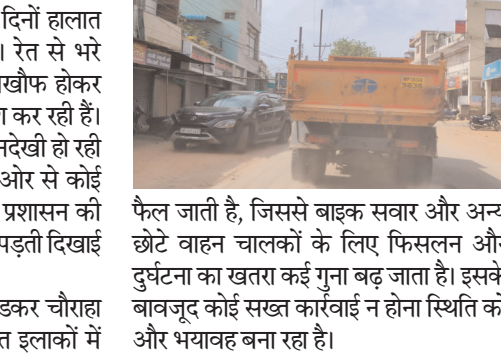 दिनों हालात
। रेत से भरे
खौफ होकर
कर रही हैं।
नदेखी हो रही
ओर से कोई
प्रशासन की
पड़ती दिखाई
डकर चौराहा
त इलाकों में
फैल जाती है, जिससे बाइक सवार और अन्य
छोटे वाहन चालकों के लिए फिसलन और
दुर्घटना का खतरा कई गुना बढ़ जाता है। इसके
बावजूद कोई सख्त कार्रवाई न होना स्थिति को
और भयावह बना रहा है।